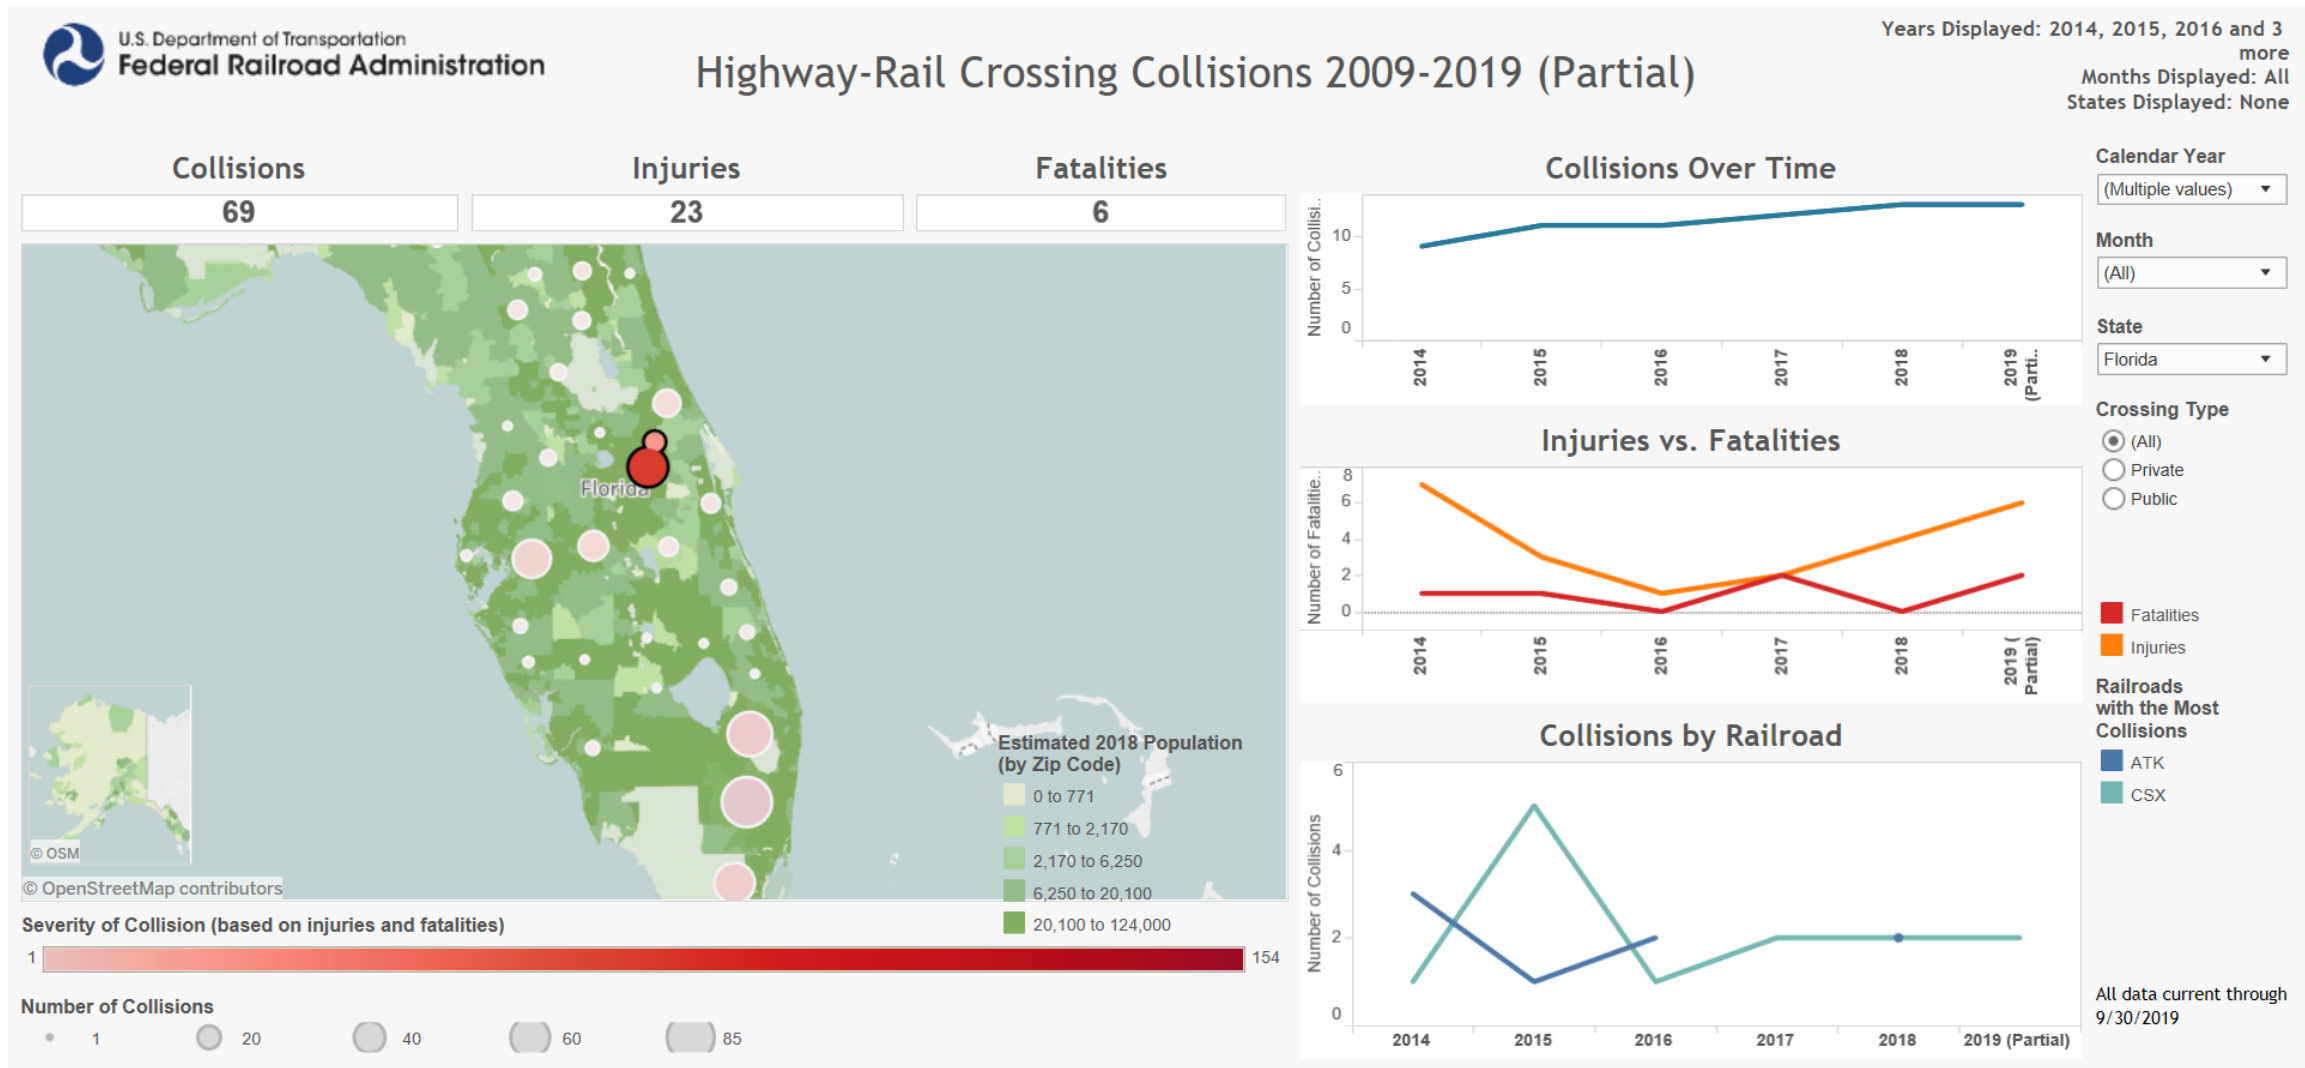 U.S. Department of Transportation
Federal Railroad Administration
Highway-Rail Crossing Collisions 2009-2019 (Partial)
Years Displayed: 2014, 2015, 2016 and 3
more
Months Displayed: All
States Displayed: None
Collisions
69
Injuries
23
Fatalities
6
Florida
© OSM
© OpenStreetMap contributors
Estimated 2018 Population
(by Zip Code)
0 to 771
771 to 2,170
2,170 to 6,250
6,250 to 20,100
20,100 to 124,000
Severity of Collision (based on injuries and fatalities)
1
154
Number of Collisions
1
20
40
60
85
Collisions Over Time
Number of Collisi..
10
5
0
2014
2015
2016
2017
2018
2019
(Parti..
Injuries vs. Fatalities
Number of Fatalitie..
8
6
4
2
0
2014
2015
2016
2017
2018
2019 (
Partial)
Collisions by Railroad
Number of Collisions
6
4
2
0
2014
2015
2016
2017
2018
2019 (Partial)
Calendar Year
(Multiple values)
Month
(All)
State
Florida
Crossing Type
(All)
Private
Public
Fatalities
Injuries
Railroads
with the Most
Collisions
ATK
CSX
All data current through
9/30/2019